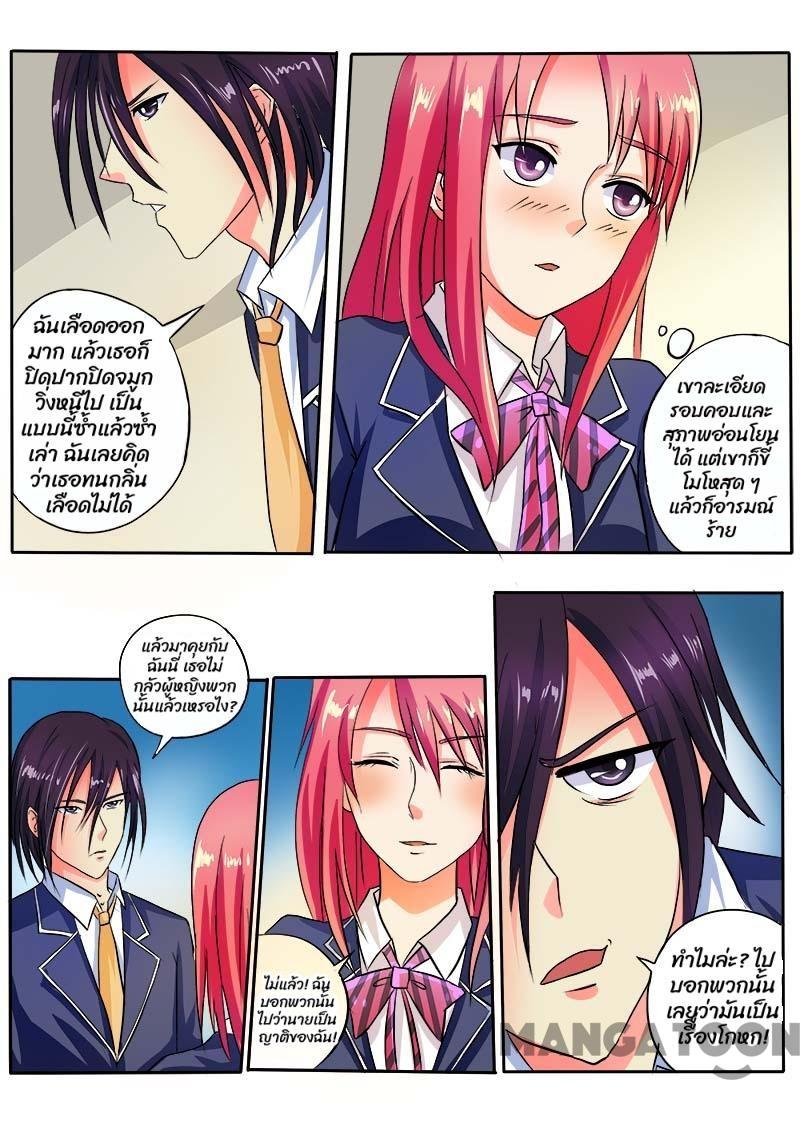 ฉันเลือดออก
มาก แล้วเธอก็
ปิดปากปิดจมูก
วิ่งหนีไป เป็น
แบบนี้ซ้ำแล้วซ้ำ
เล่า ฉันเลยคิด
ว่าเธอทนกลิ่น
เลือดไม่ได้
เขาละเอียด
รอบคอบและ
สุภาพอ่อนโยน
ได้ แต่เขาก็ขี้
โมโหสุด ๆ
แล้วก็อารมณ์
ร้าย
แล้วมาคุยกับ
ฉันนี่ เธอไม่
กลัวผู้หญิงพวก
นั้นแล้วเหรอไง?
ไม่แล้ว! ฉัน
บอกพวกนั้น
ไปว่านายเป็น
ญาติของฉัน!
ทำไมล่ะ? ไป
บอกพวกนั้น
เลยว่ามันเป็น
เรื่องโกหก!
MANGATOON